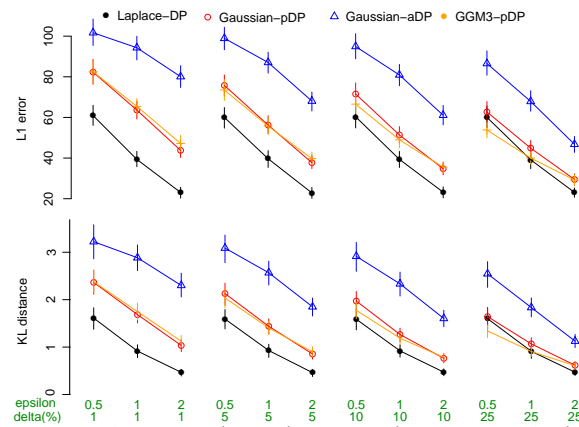 Laplace−DP Gaussian−pDP Gaussian−aDP GGM3−pDP
L1 error
100
80
60
40
20
KL distance
3
2
1
0
epsilon 0.5 1 2 0.5 1 2 0.5 1 2 0.5 1 2
delta(%) 1 1 1 5 5 5 10 10 10 25 25 25